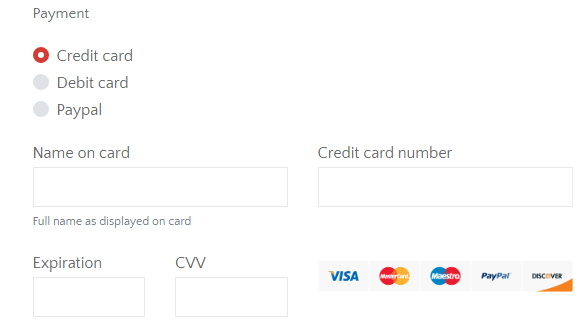 Payment
Credit card
Debit card
Paypal
Name on card
Credit card number
Full name as displayed on card
Expiration
CVV
VISA MasterCard Maestro PayPal DISCOVER